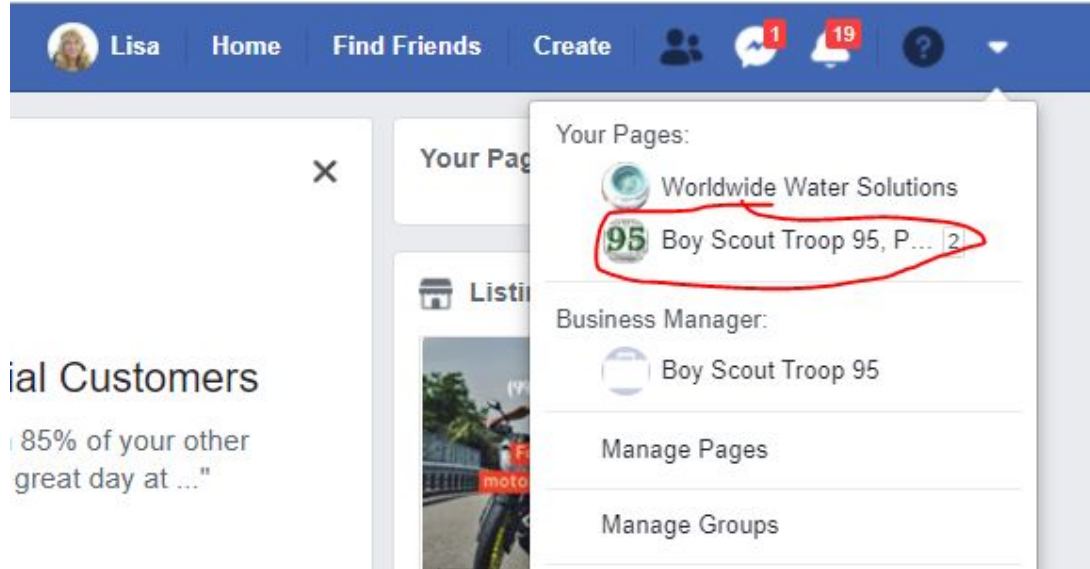 Lisa Home Find Friends Create 1 19 ?
Your Pag
Listi
ial Customers
85% of your other
great day at ..."
moto
Your Pages:
Worldwide Water Solutions
95 Boy Scout Troop 95, P... 2
Business Manager:
Boy Scout Troop 95
Manage Pages
Manage Groups